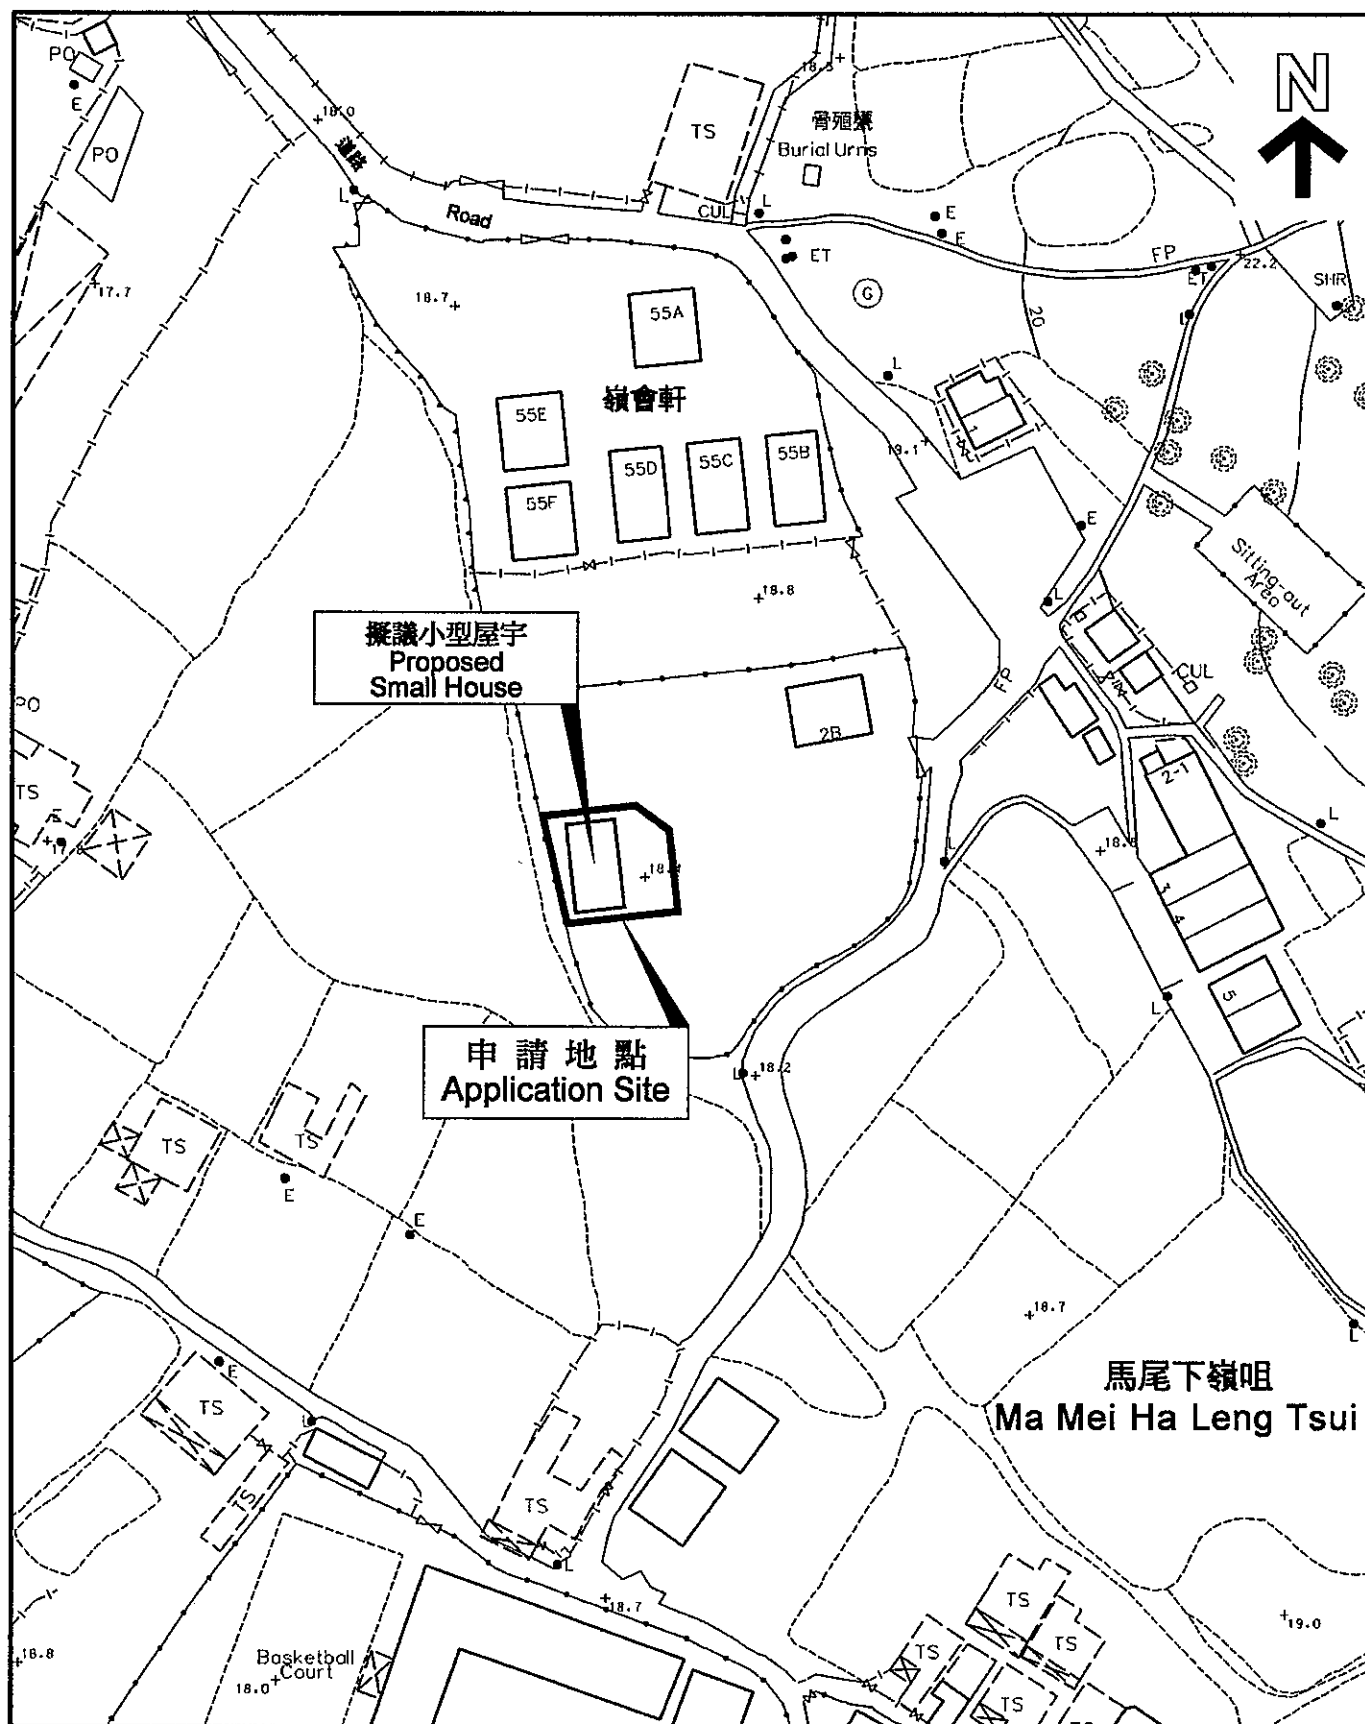 PO
E
PO
17.7
18.0
道路
L
Road
TS
18.5
骨殖甕
Burial Urns
CUL
L
E
E
ET
FP
ET
22.2
SHR
N
G
20
18.7
55A
嶺會軒
55E
55D
55C
55B
55F
L
1
19.1
E
L
L
Sitting-out
Area
18.8
擬議小型屋宇
Proposed
Small House
2B
FP
CUL
PO
TS
E
2-1
L
18.8
3
4
5
L
L
申請地點
Application Site
L
18.2
TS
TS
E
E
18.7
L
馬尾下嶺咀
Ma Mei Ha Leng Tsui
E
TS
L
TS
TS
L
18.7
Basketball
Court
18.0
18.8
TS
TS
TS
TS
TS
19.0